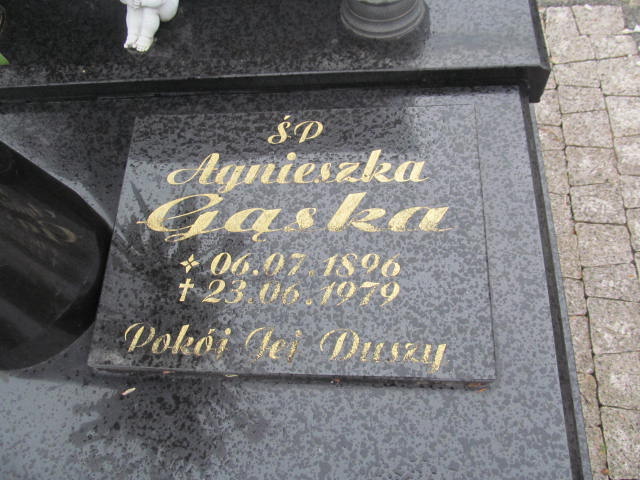 ŚP
Agnieszka
Gąska
06.07.1896
✝ 23.06.1979
Pokój Jej Duszy